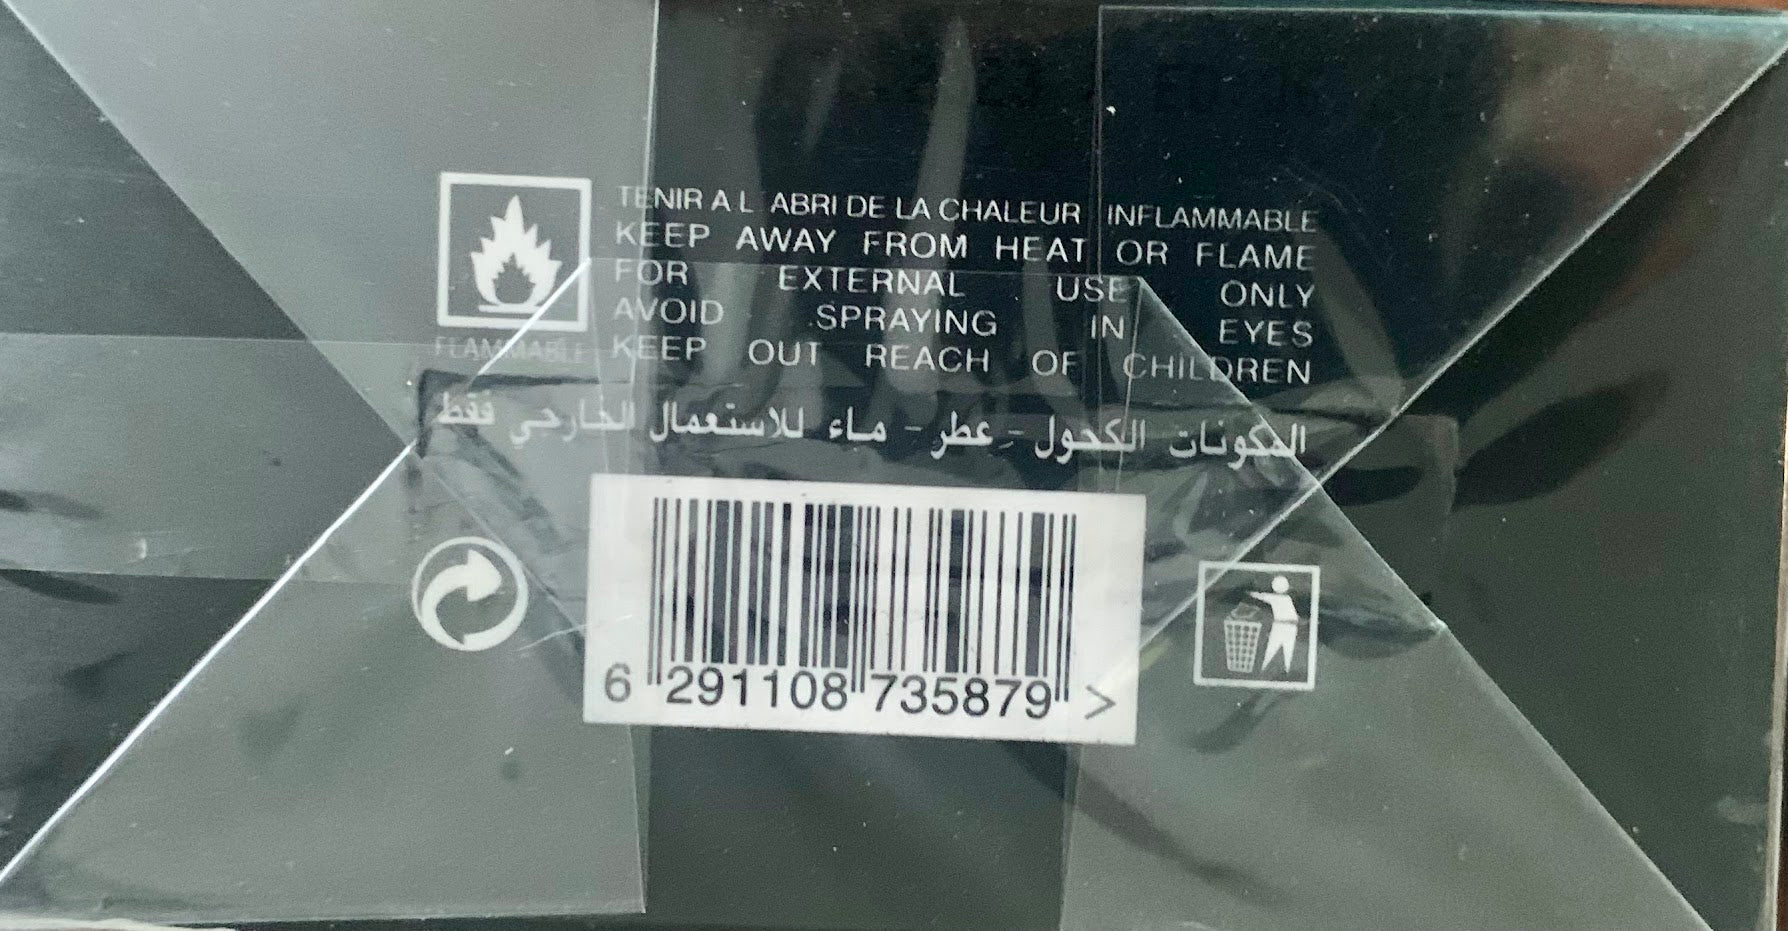 TENIR A L ABRI DE LA CHALEUR INFLAMMABLE
KEEP AWAY FROM HEAT OR FLAME
FOR EXTERNAL USE ONLY
AVOID SPRAYING IN EYES
KEEP OUT REACH OF CHILDREN
FLAMMABLE
المكونات الكحول - عطر - ماء للاستعمال الخارجي فقط
6 291108 735879 >